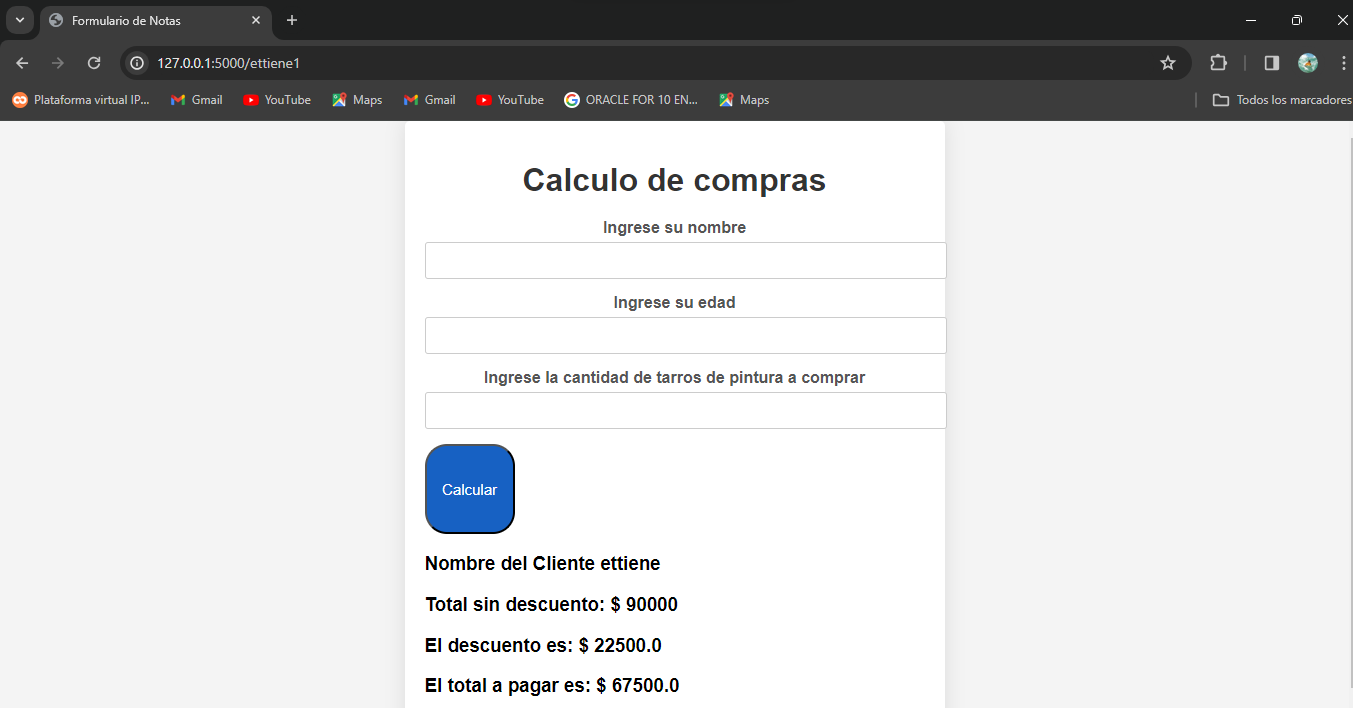 Formulario de Notas
127.0.0.1:5000/ettiene1
Plataforma virtual IP... Gmail YouTube Maps Gmail YouTube ORACLE FOR 10 EN... Maps Todos los marcadores
Calculo de compras
Ingrese su nombre
Ingrese su edad
Ingrese la cantidad de tarros de pintura a comprar
Calcular
Nombre del Cliente ettiene
Total sin descuento: $ 90000
El descuento es: $ 22500.0
El total a pagar es: $ 67500.0